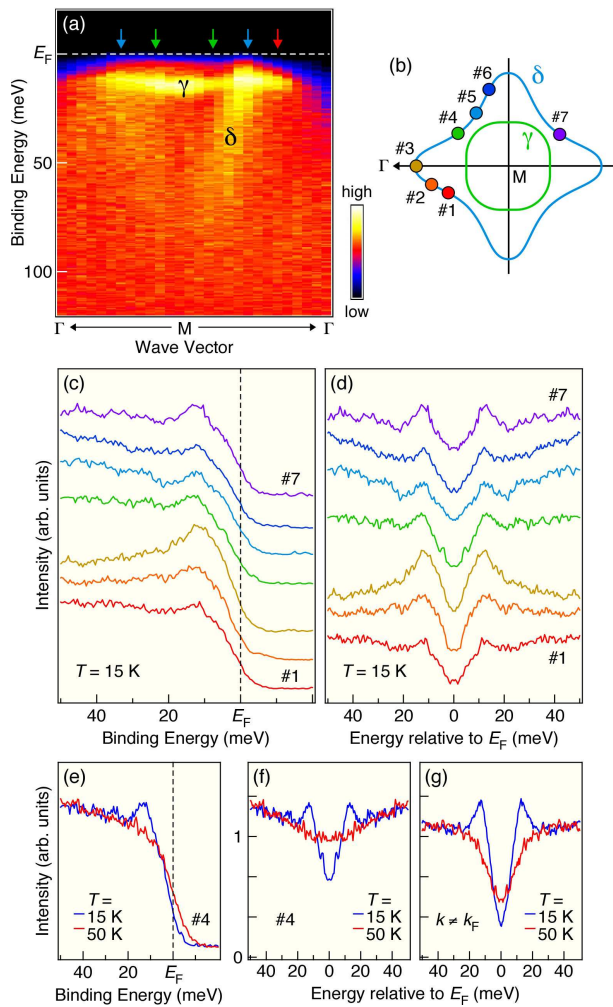 (a)
E_F
50
100
Binding Energy (meV)
γ
δ
high
low
Γ
M
Γ
Wave Vector
(b)
#6
δ
#5
#4
#7
γ
#3
Γ
M
#2
#1
(c)
#7
T = 15 K
#1
Intensity (arb. units)
40
20
E_F
Binding Energy (meV)
(d)
#7
T = 15 K
#1
40
20
0
20
40
Energy relative to E_F (meV)
(e)
T =
15 K
50 K
#4
Intensity (arb. units)
40
20
E_F
Binding Energy (meV)
(f)
1
0
#4
T =
15 K
50 K
40
20
0
20
40
(g)
k ≠ k_F
T =
15 K
50 K
40
20
0
20
40
Energy relative to E_F (meV)